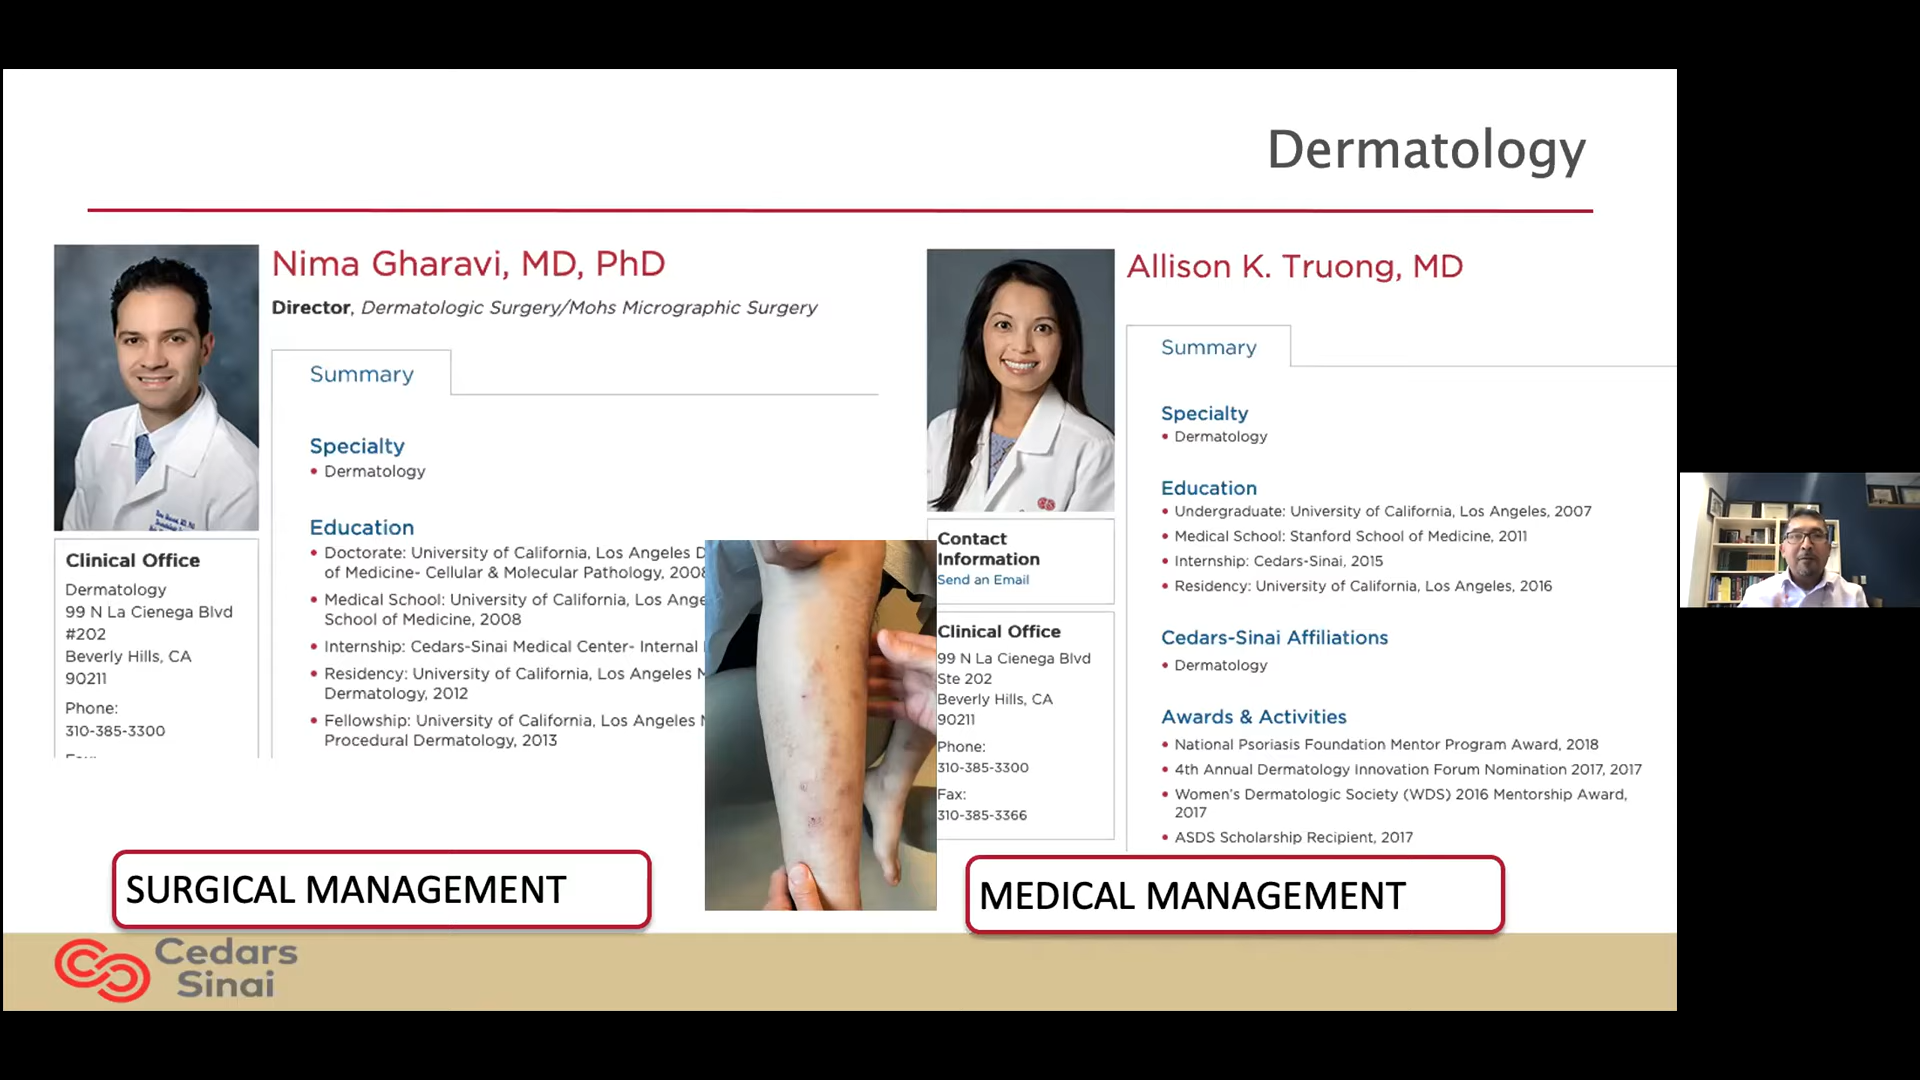 Dermatology
Nima Gharavi, MD, PhD
Director, Dermatologic Surgery/Mohs Micrographic Surgery
Summary
Specialty
• Dermatology
Education
• Doctorate: University of California, Los Angeles D
of Medicine- Cellular & Molecular Pathology, 2008
• Medical School: University of California, Los Ange
School of Medicine, 2008
• Internship: Cedars-Sinai Medical Center- Internal
• Residency: University of California, Los Angeles M
Dermatology, 2012
• Fellowship: University of California, Los Angeles M
Procedural Dermatology, 2013
Clinical Office
Dermatology
99 N La Cienega Blvd
#202
Beverly Hills, CA
90211
Phone:
310-385-3300
SURGICAL MANAGEMENT
Allison K. Truong, MD
Summary
Specialty
• Dermatology
Education
• Undergraduate: University of California, Los Angeles, 2007
• Medical School: Stanford School of Medicine, 2011
• Internship: Cedars-Sinai, 2015
• Residency: University of California, Los Angeles, 2016
Cedars-Sinai Affiliations
• Dermatology
Awards & Activities
• National Psoriasis Foundation Mentor Program Award, 2018
• 4th Annual Dermatology Innovation Forum Nomination 2017, 2017
• Women's Dermatologic Society (WDS) 2016 Mentorship Award,
2017
• ASDS Scholarship Recipient, 2017
Contact
Information
Send an Email
Clinical Office
99 N La Cienega Blvd
Ste 202
Beverly Hills, CA
90211
Phone:
310-385-3300
Fax:
310-385-3366
MEDICAL MANAGEMENT
Cedars
Sinai